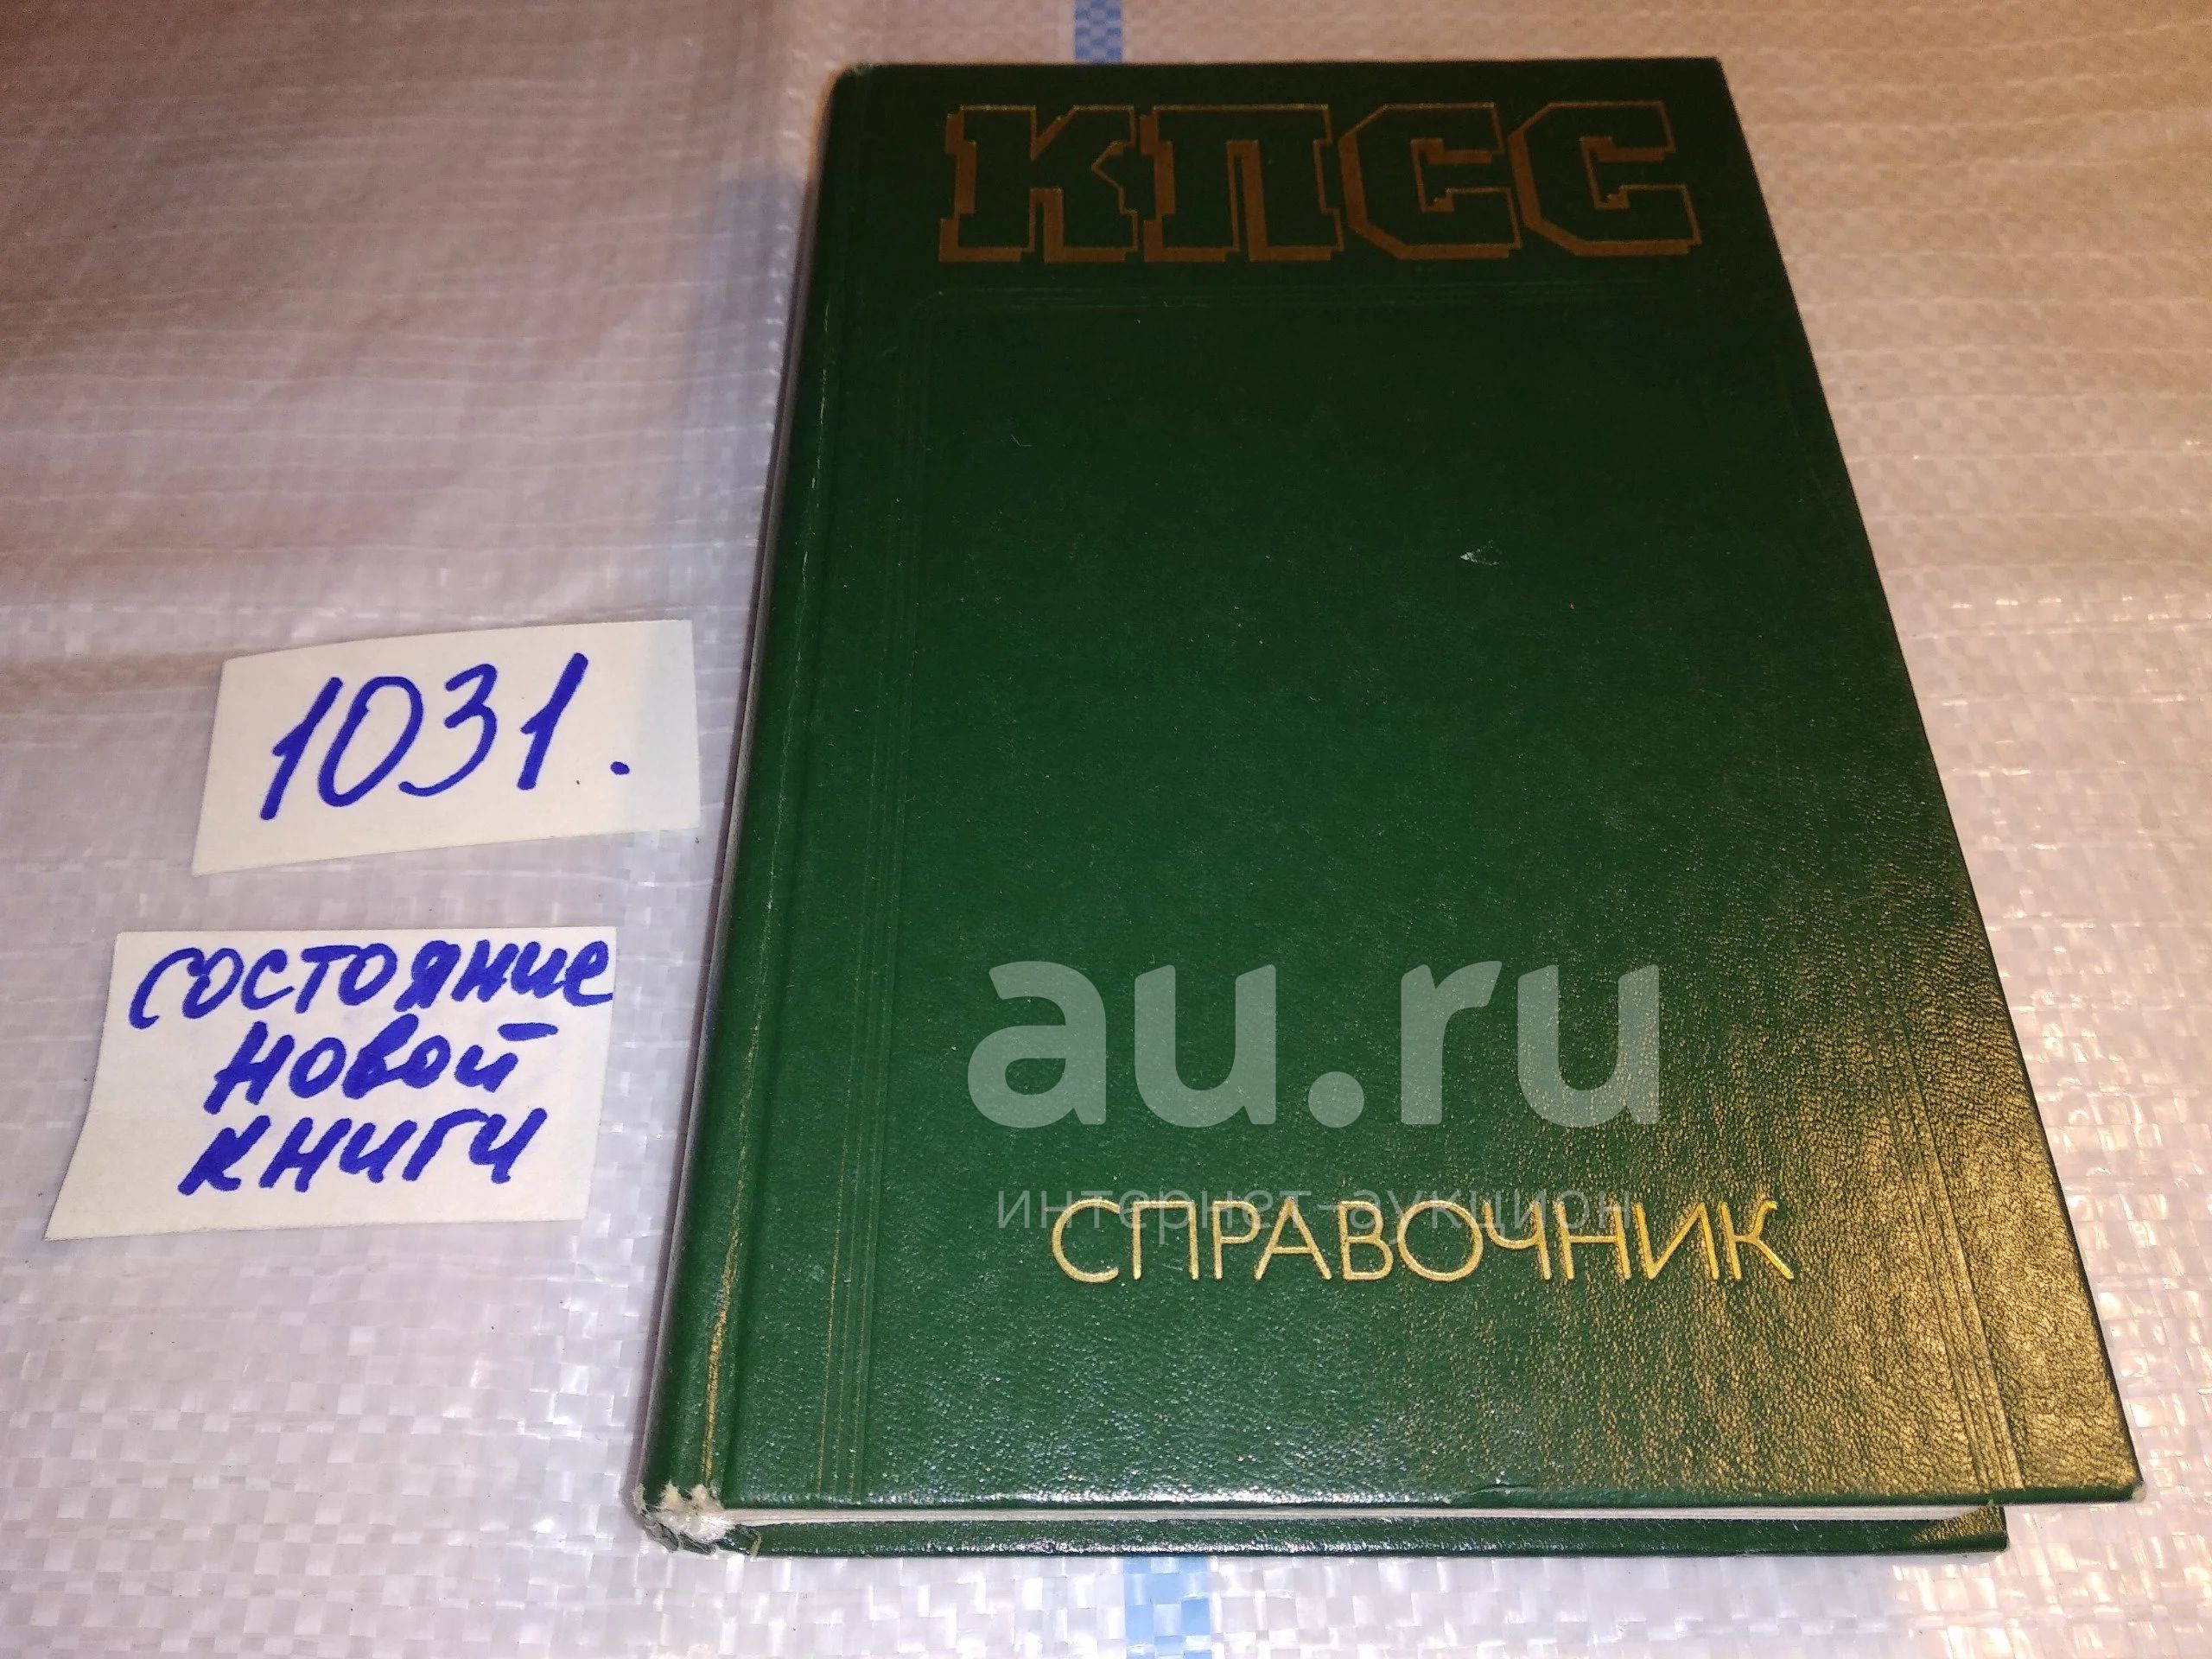 КПСС
1031.
состояние
новой
книги
au.ru
интернет-аукцион
СПРАВОЧНИК